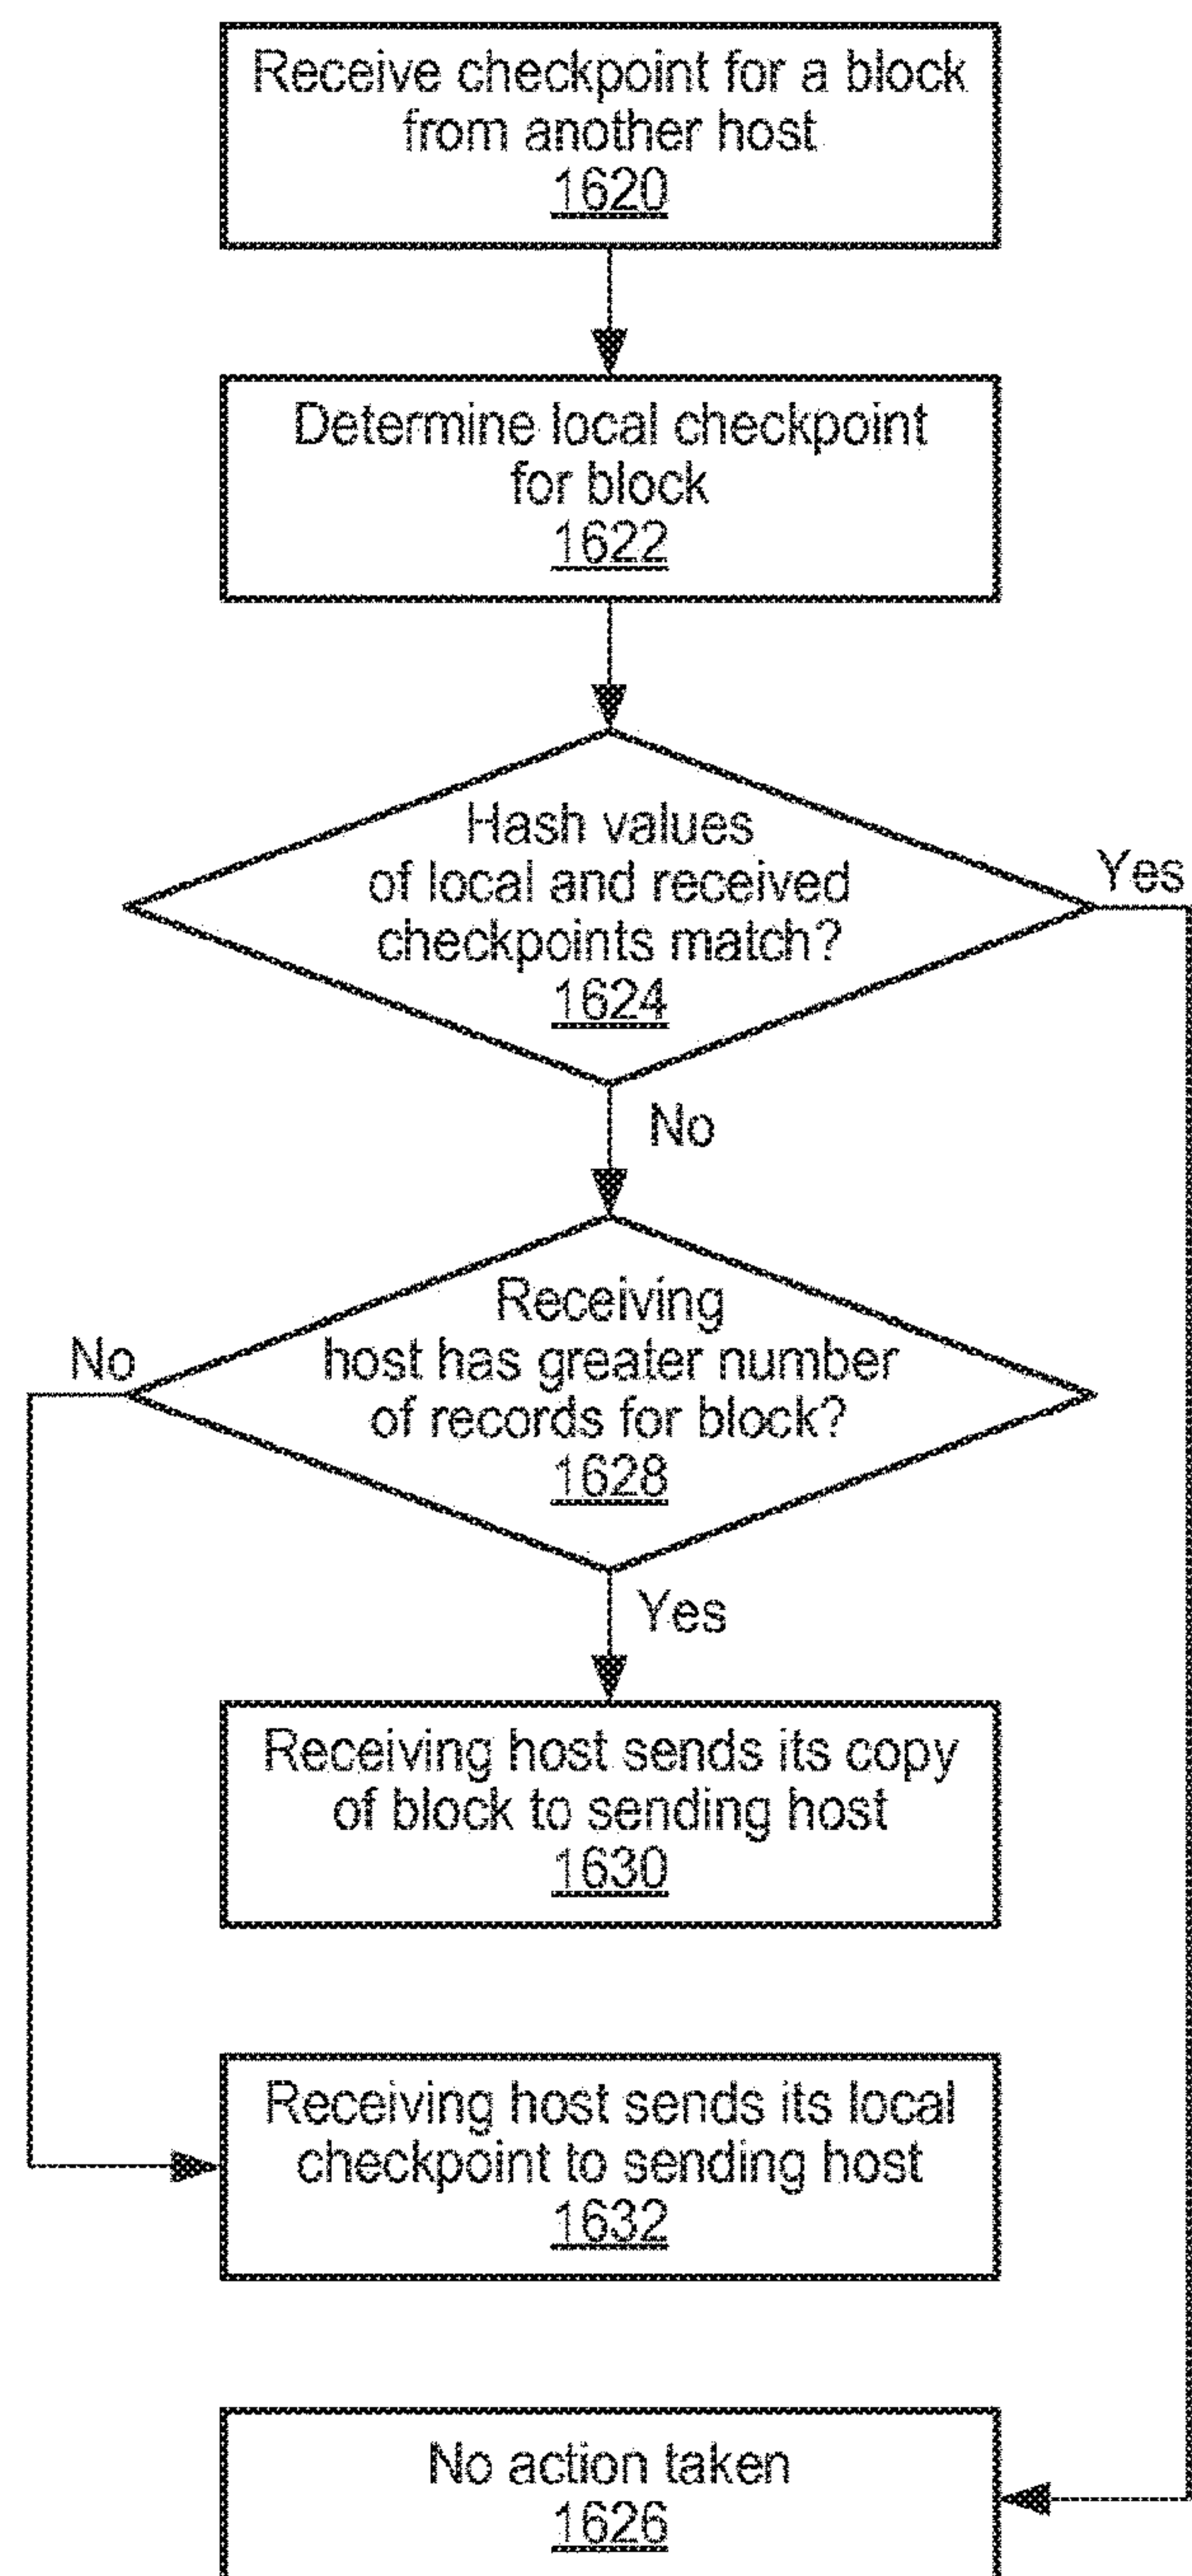 Receive checkpoint for a block
from another host
1620
Determine local checkpoint
for block
1622
Hash values
of local and received
checkpoints match?
1624
Yes
No
Receiving
host has greater number
of records for block?
1628
No
Yes
Receiving host sends its copy
of block to sending host
1630
Receiving host sends its local
checkpoint to sending host
1632
No action taken
1626